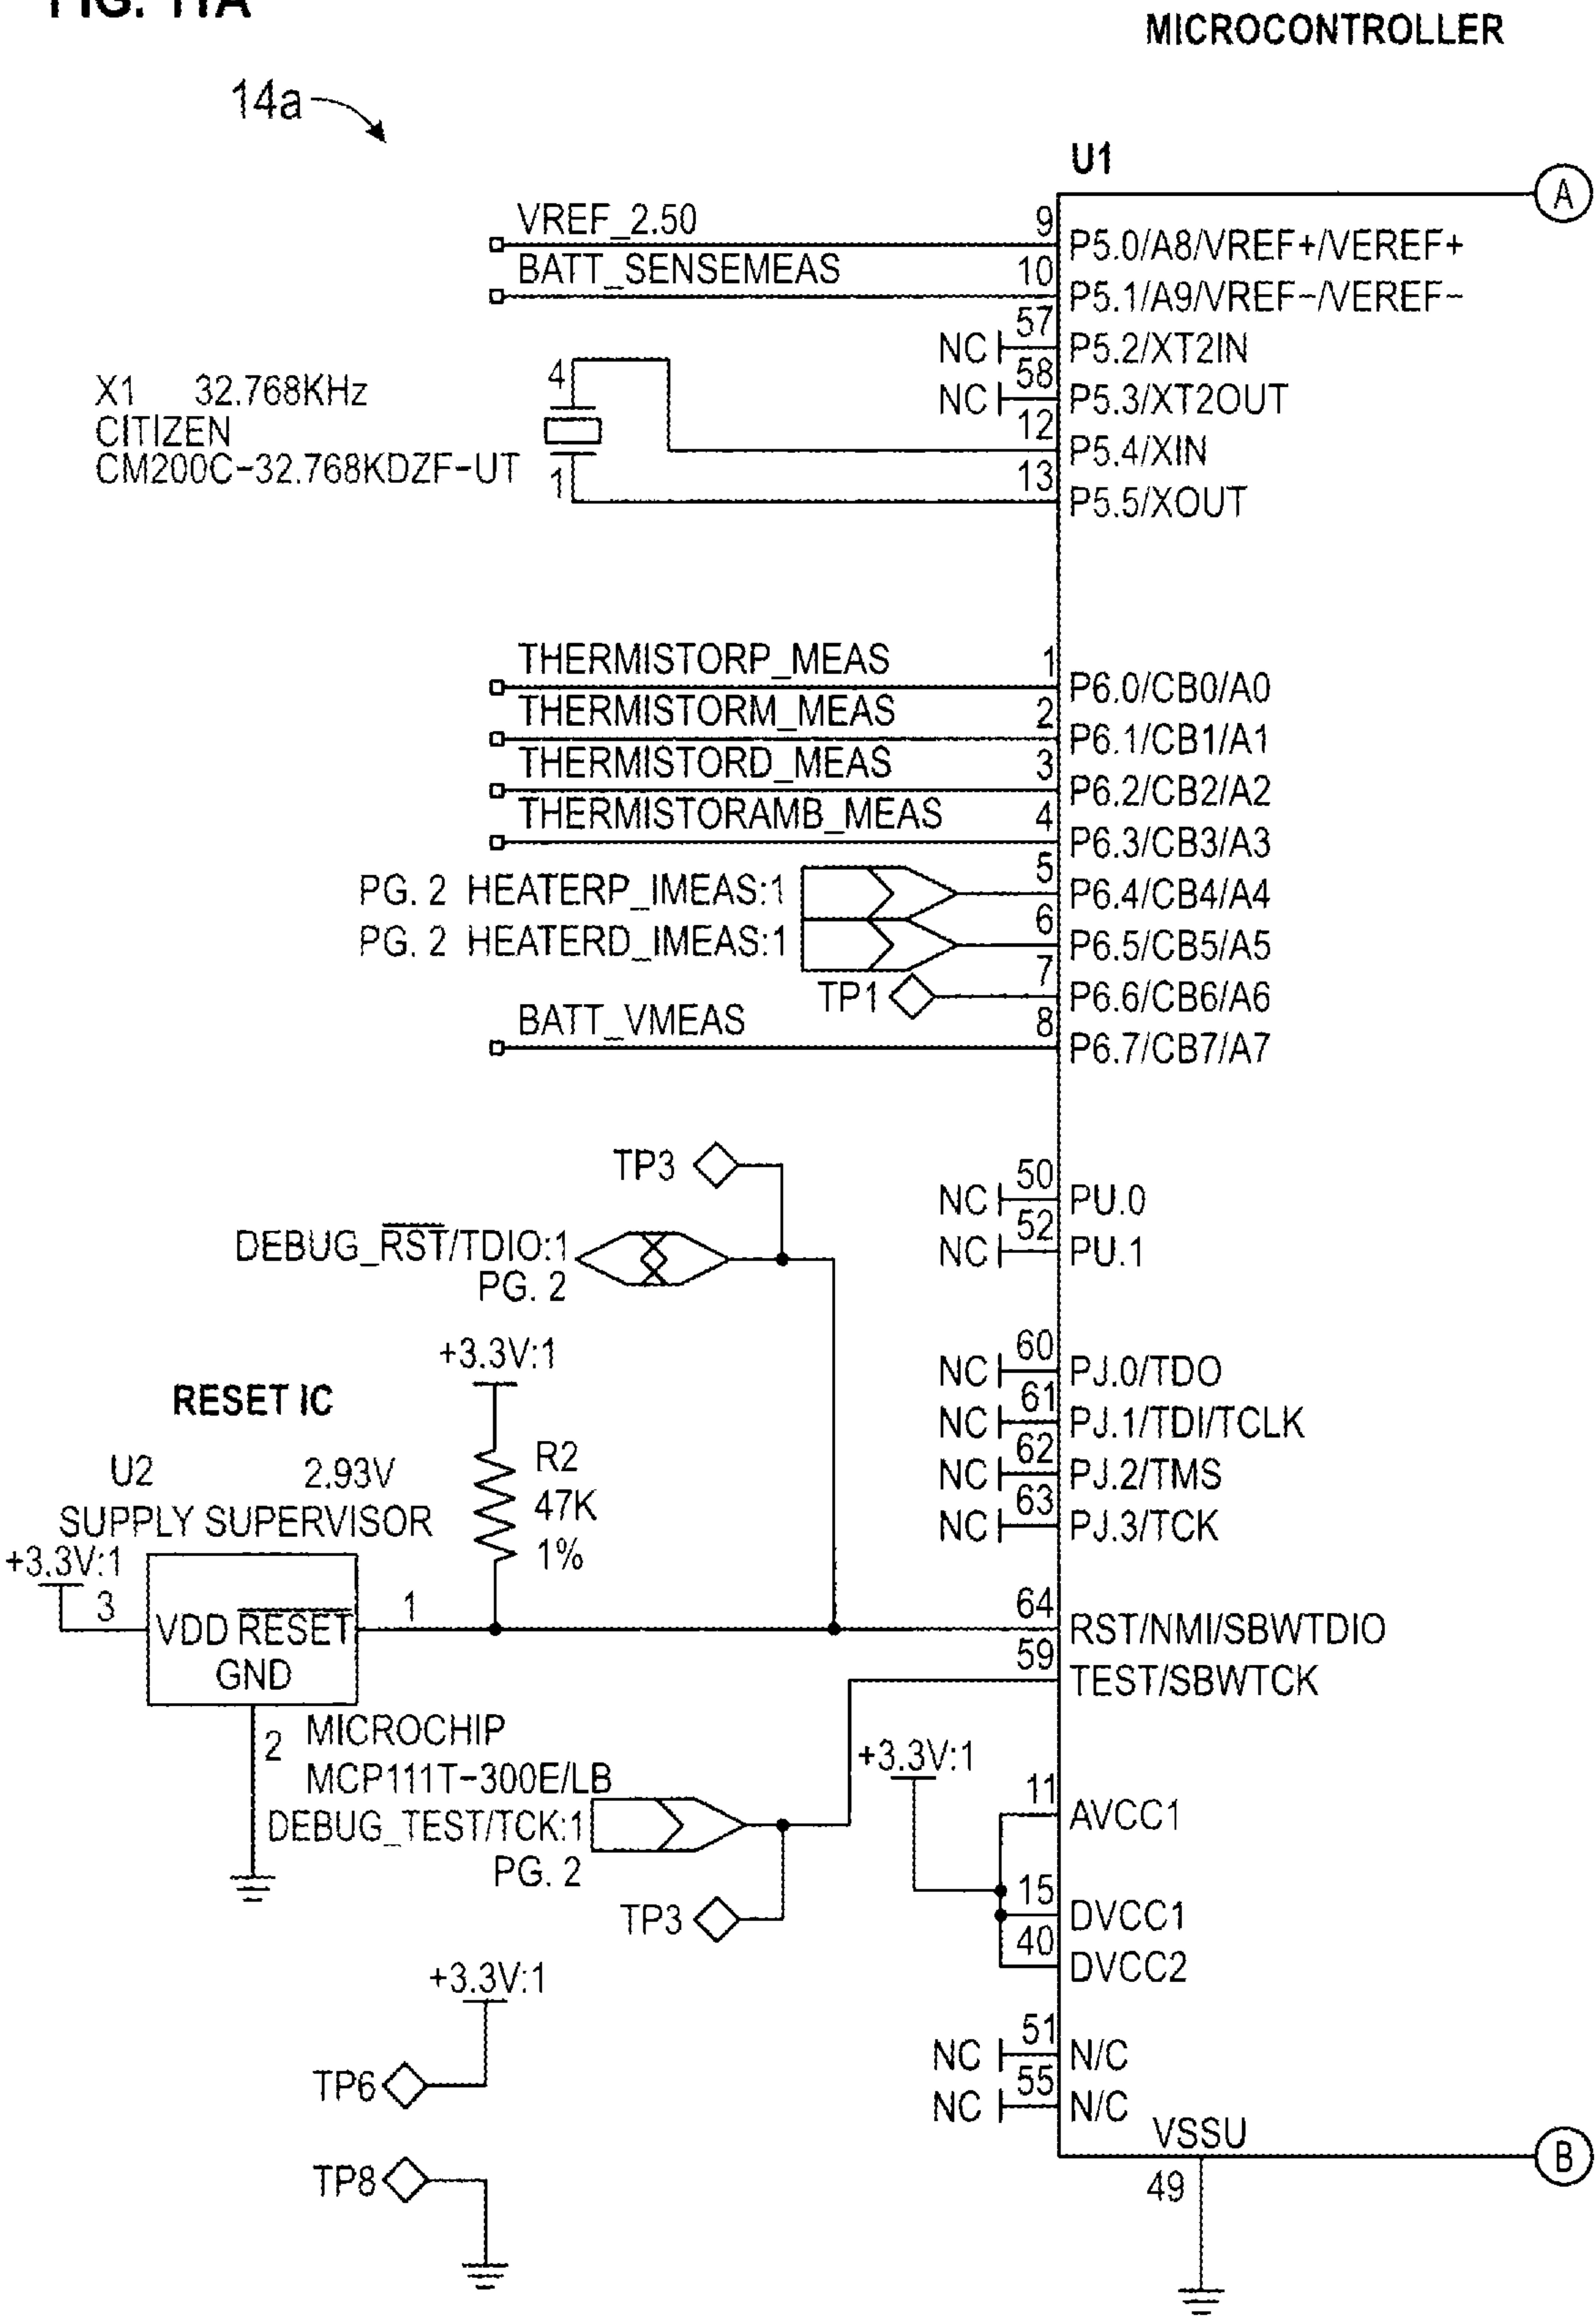 FIG. 11A
MICROCONTROLLER
14a
U1
A
VREF_2.50
9
P5.0/A8/VREF+/VEREF+
BATT_SENSEMEAS
10
P5.1/A9/VREF-/VEREF-
NC
57
P5.2/XT2IN
NC
58
P5.3/XT2OUT
X1 32.768KHz
CITIZEN
CM200C-32.768KDZF-UT
4
1
12
P5.4/XIN
13
P5.5/XOUT
THERMISTORP_MEAS
1
P6.0/CB0/A0
THERMISTORM_MEAS
2
P6.1/CB1/A1
THERMISTORD_MEAS
3
P6.2/CB2/A2
THERMISTORAMB_MEAS
4
P6.3/CB3/A3
PG. 2 HEATERP_IMEAS:1
5
P6.4/CB4/A4
PG. 2 HEATERD_IMEAS:1
6
P6.5/CB5/A5
TP1
7
P6.6/CB6/A6
BATT_VMEAS
8
P6.7/CB7/A7
TP3
DEBUG_RST/TDIO:1
PG. 2
NC
50
PU.0
NC
52
PU.1
+3.3V:1
R2
47K
1%
NC
60
PJ.0/TDO
NC
61
PJ.1/TDI/TCLK
NC
62
PJ.2/TMS
NC
63
PJ.3/TCK
RESET IC
U2 2.93V
SUPPLY SUPERVISOR
+3.3V:1
3
VDD RESET
GND
1
2
MICROCHIP
MCP111T-300E/LB
64
RST/NMI/SBWTDIO
59
TEST/SBWTCK
DEBUG_TEST/TCK:1
PG. 2
TP3
+3.3V:1
11
AVCC1
15
DVCC1
40
DVCC2
+3.3V:1
TP6
TP8
NC
51
N/C
NC
55
N/C
VSSU
B
49